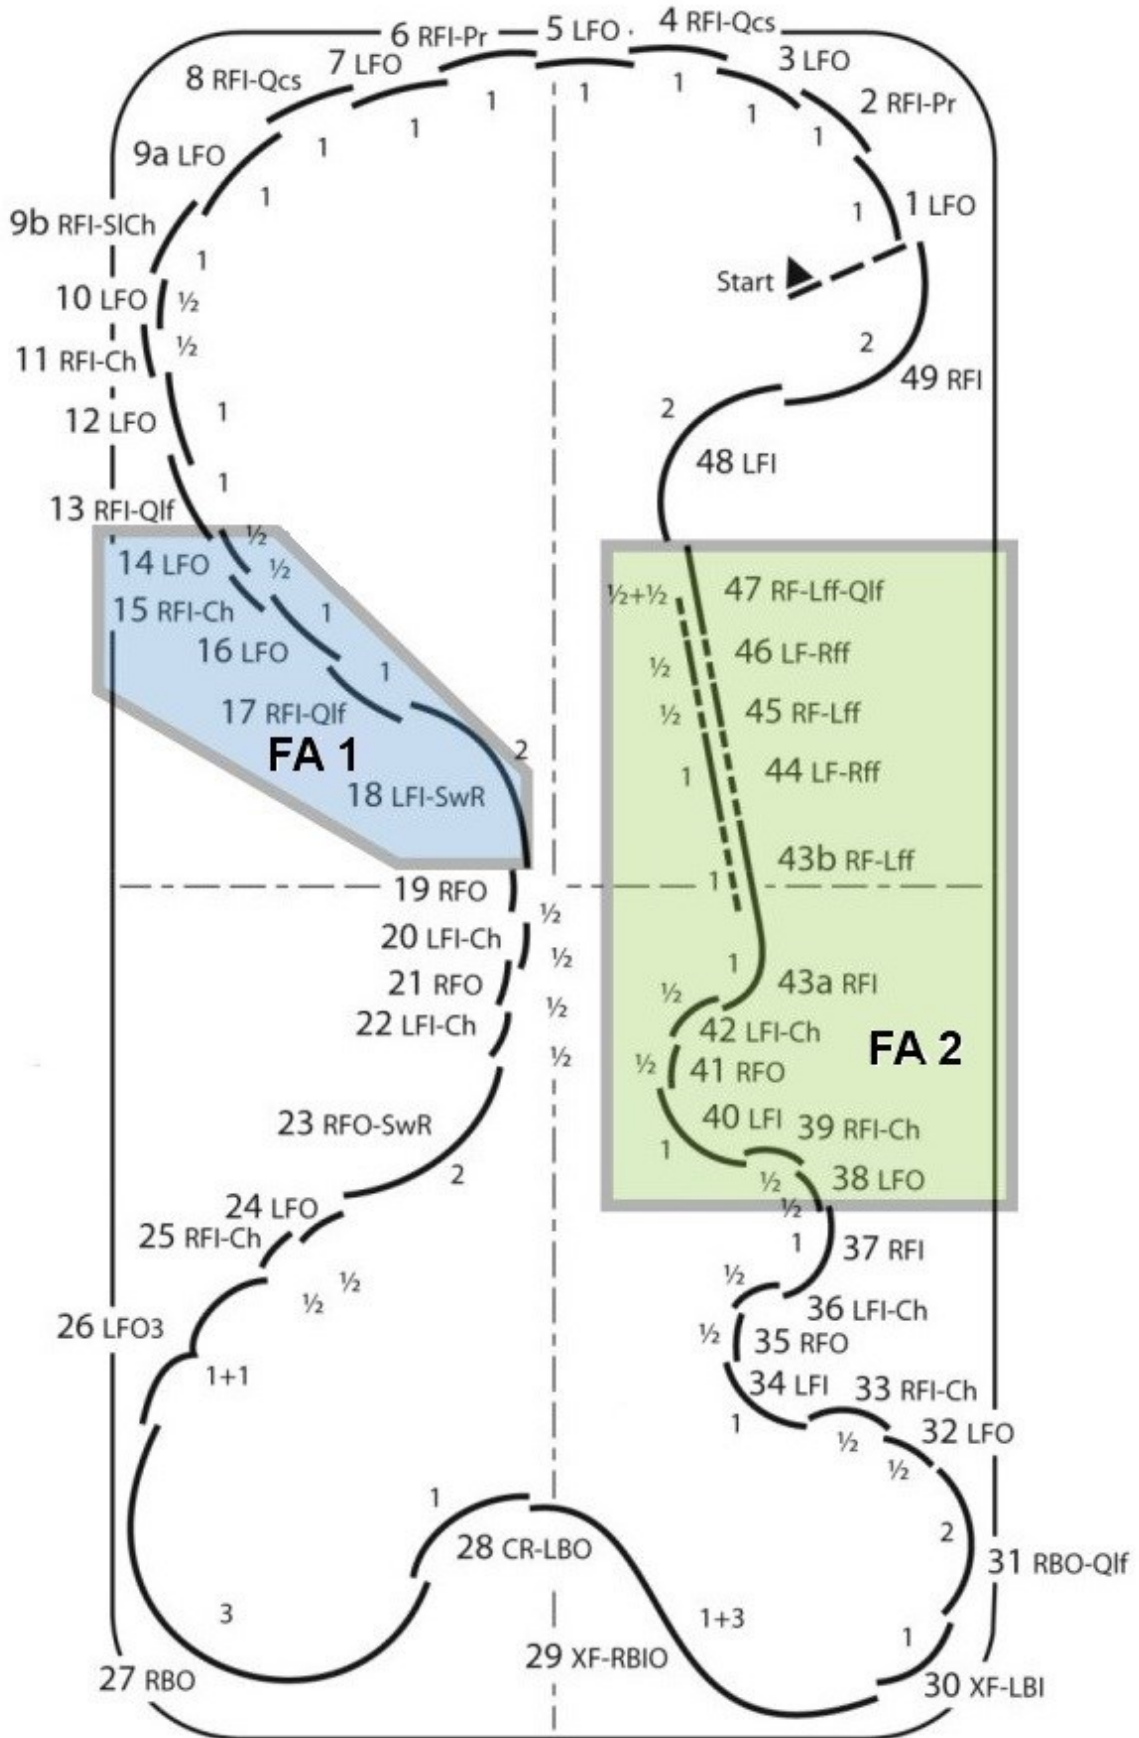 6 RFI-Pr
5 LFO
4 RFI-Qcs
8 RFI-Qcs
7 LFO
3 LFO
2 RFI-Pr
1
1
1
1
1
1
1
9a LFO
1
1
1 LFO
9b RFI-SlCh
1
Start
10 LFO
½
½
11 RFI-Ch
2
49 RFI
12 LFO
1
2
48 LFI
1
13 RFI-Qlf
½
14 LFO
½
15 RFI-Ch
1
16 LFO
1
17 RFI-Qlf
FA 1
2
18 LFI-SwR
½+½
47 RF-Lff-Qlf
½
46 LF-Rff
½
45 RF-Lff
1
44 LF-Rff
43b RF-Lff
1
19 RFO
½
20 LFI-Ch
½
21 RFO
½
22 LFI-Ch
½
1
43a RFI
½
42 LFI-Ch
FA 2
½
41 RFO
40 LFI
39 RFI-Ch
1
½
38 LFO
½
23 RFO-SwR
2
24 LFO
25 RFI-Ch
½
½
1
37 RFI
½
36 LFI-Ch
½
35 RFO
26 LFO3
1+1
34 LFI
33 RFI-Ch
1
½
32 LFO
½
1
28 CR-LBO
2
31 RBO-Qlf
3
1+3
27 RBO
29 XF-RBIO
1
30 XF-LBI